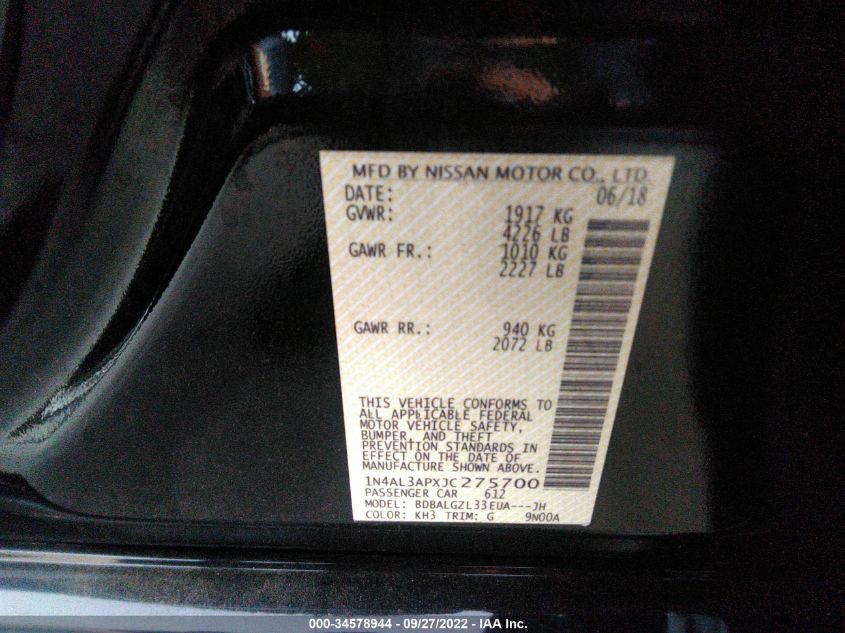 MFD BY NISSAN MOTOR CO., LTD.
DATE: 06/18
GVWR: 1917 KG
4226 LB
GAWR FR.: 1010 KG
2227 LB
GAWR RR.: 940 KG
2072 LB
THIS VEHICLE CONFORMS TO
ALL APPLICABLE FEDERAL
MOTOR VEHICLE SAFETY,
BUMPER, AND THEFT
PREVENTION STANDARDS IN
EFFECT ON THE DATE OF
MANUFACTURE SHOWN ABOVE.
1N4AL3APXJC275700
PASSENGER CAR 612
MODEL: BDBALGZL33EUA---JH
COLOR: KH3 TRIM: G 9N00A
000-34578944 / 09/27/2022 - IAA Inc.